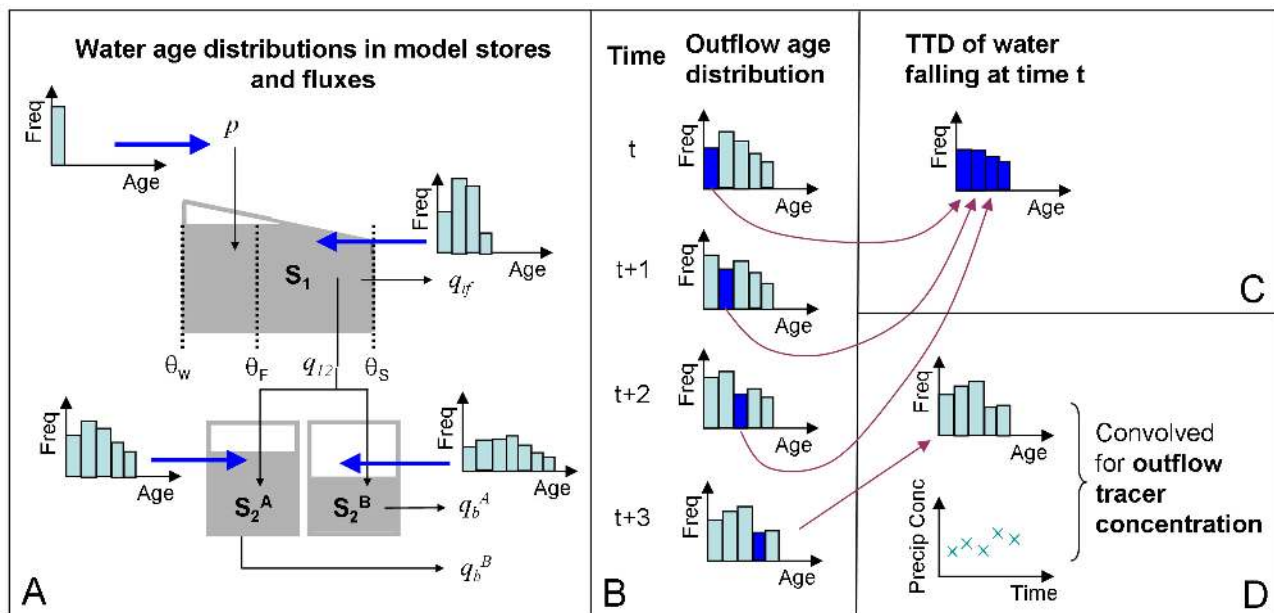 Water age distributions in model stores
and fluxes
Freq
Age
p
Freq
Age
S1
qif
θW
θF
q12
θS
Freq
Age
Freq
Age
S2A
S2B
qbA
qbB
A
Time
Outflow age
distribution
t
Freq
Age
t+1
Freq
Age
t+2
Freq
Age
t+3
Freq
Age
B
TTD of water
falling at time t
Freq
Age
C
Freq
Age
Precip Conc
Time
Convolved
for outflow
tracer
concentration
D